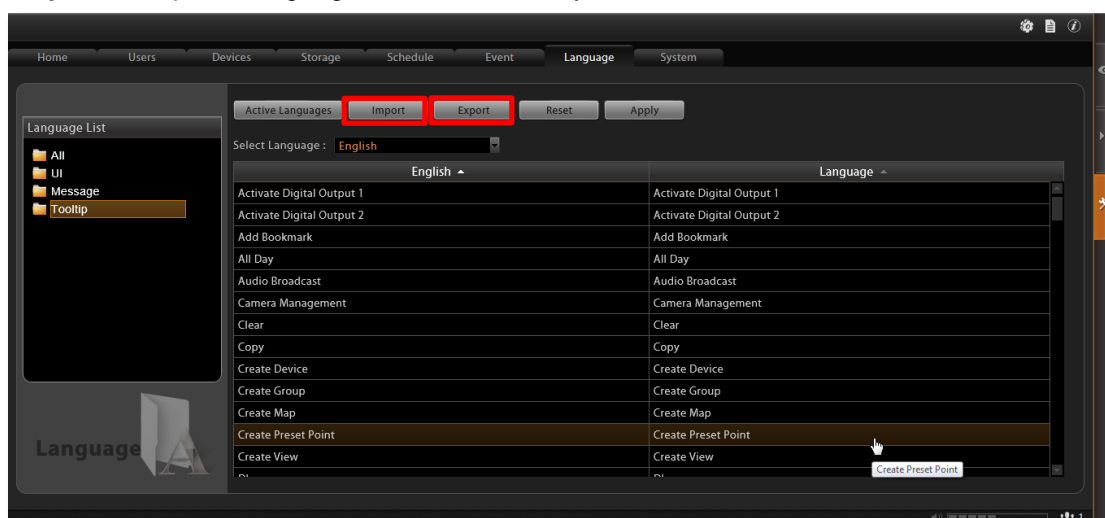 Home Users Devices Storage Schedule Event Language System
Active Languages Import Export Reset Apply
Language List
All
UI
Message
Tooltip
Language
Select Language : English
English Language
Activate Digital Output 1 Activate Digital Output 1
Activate Digital Output 2 Activate Digital Output 2
Add Bookmark Add Bookmark
All Day All Day
Audio Broadcast Audio Broadcast
Camera Management Camera Management
Clear Clear
Copy Copy
Create Device Create Device
Create Group Create Group
Create Map Create Map
Create Preset Point Create Preset Point
Create View Create View
Create Preset Point
1